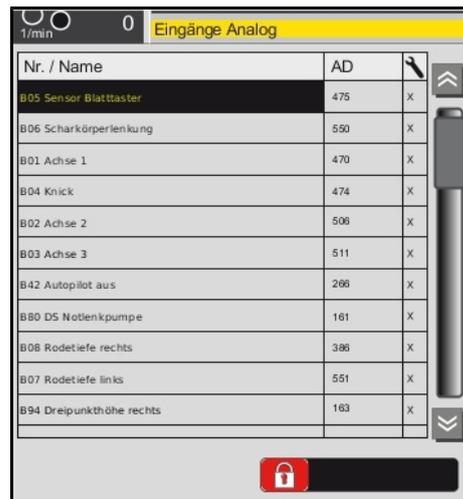 1/min 0 Eingänge Analog
Nr. / Name AD
B05 Sensor Blatttaster 475 X
B06 Scharkörperlenkung 550 X
B01 Achse 1 470 X
B04 Knick 474 X
B02 Achse 2 506 X
B03 Achse 3 511 X
B42 Autopilot aus 266 X
B80 DS Notlenkpumpe 161 X
B08 Rodetiefe rechts 386 X
B07 Rodetiefe links 551 X
B94 Dreipunkthöhe rechts 163 X